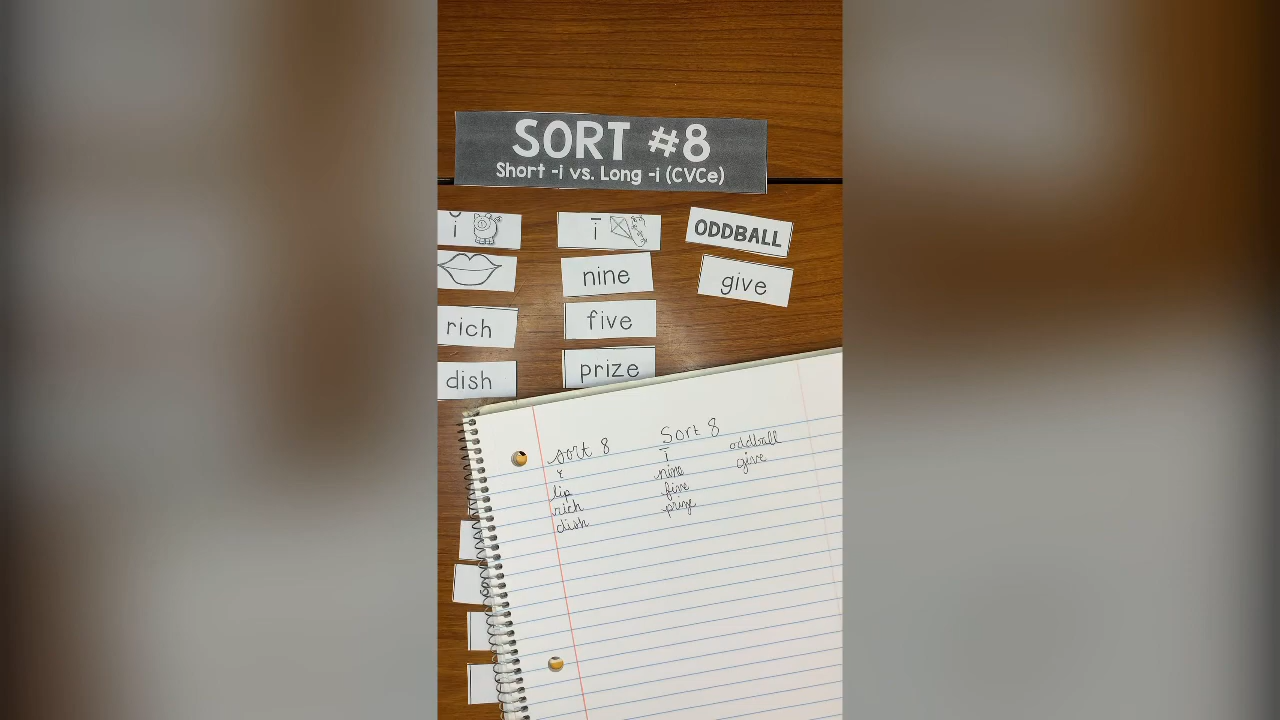 SORT #8
Short -i vs. Long -i (CVCe)
ĭ
ī
ODDBALL
nine
give
rich
five
dish
prize
sort 8
Sort 8
ĭ
ī
oddball
lip
nine
give
rich
five
dish
prize